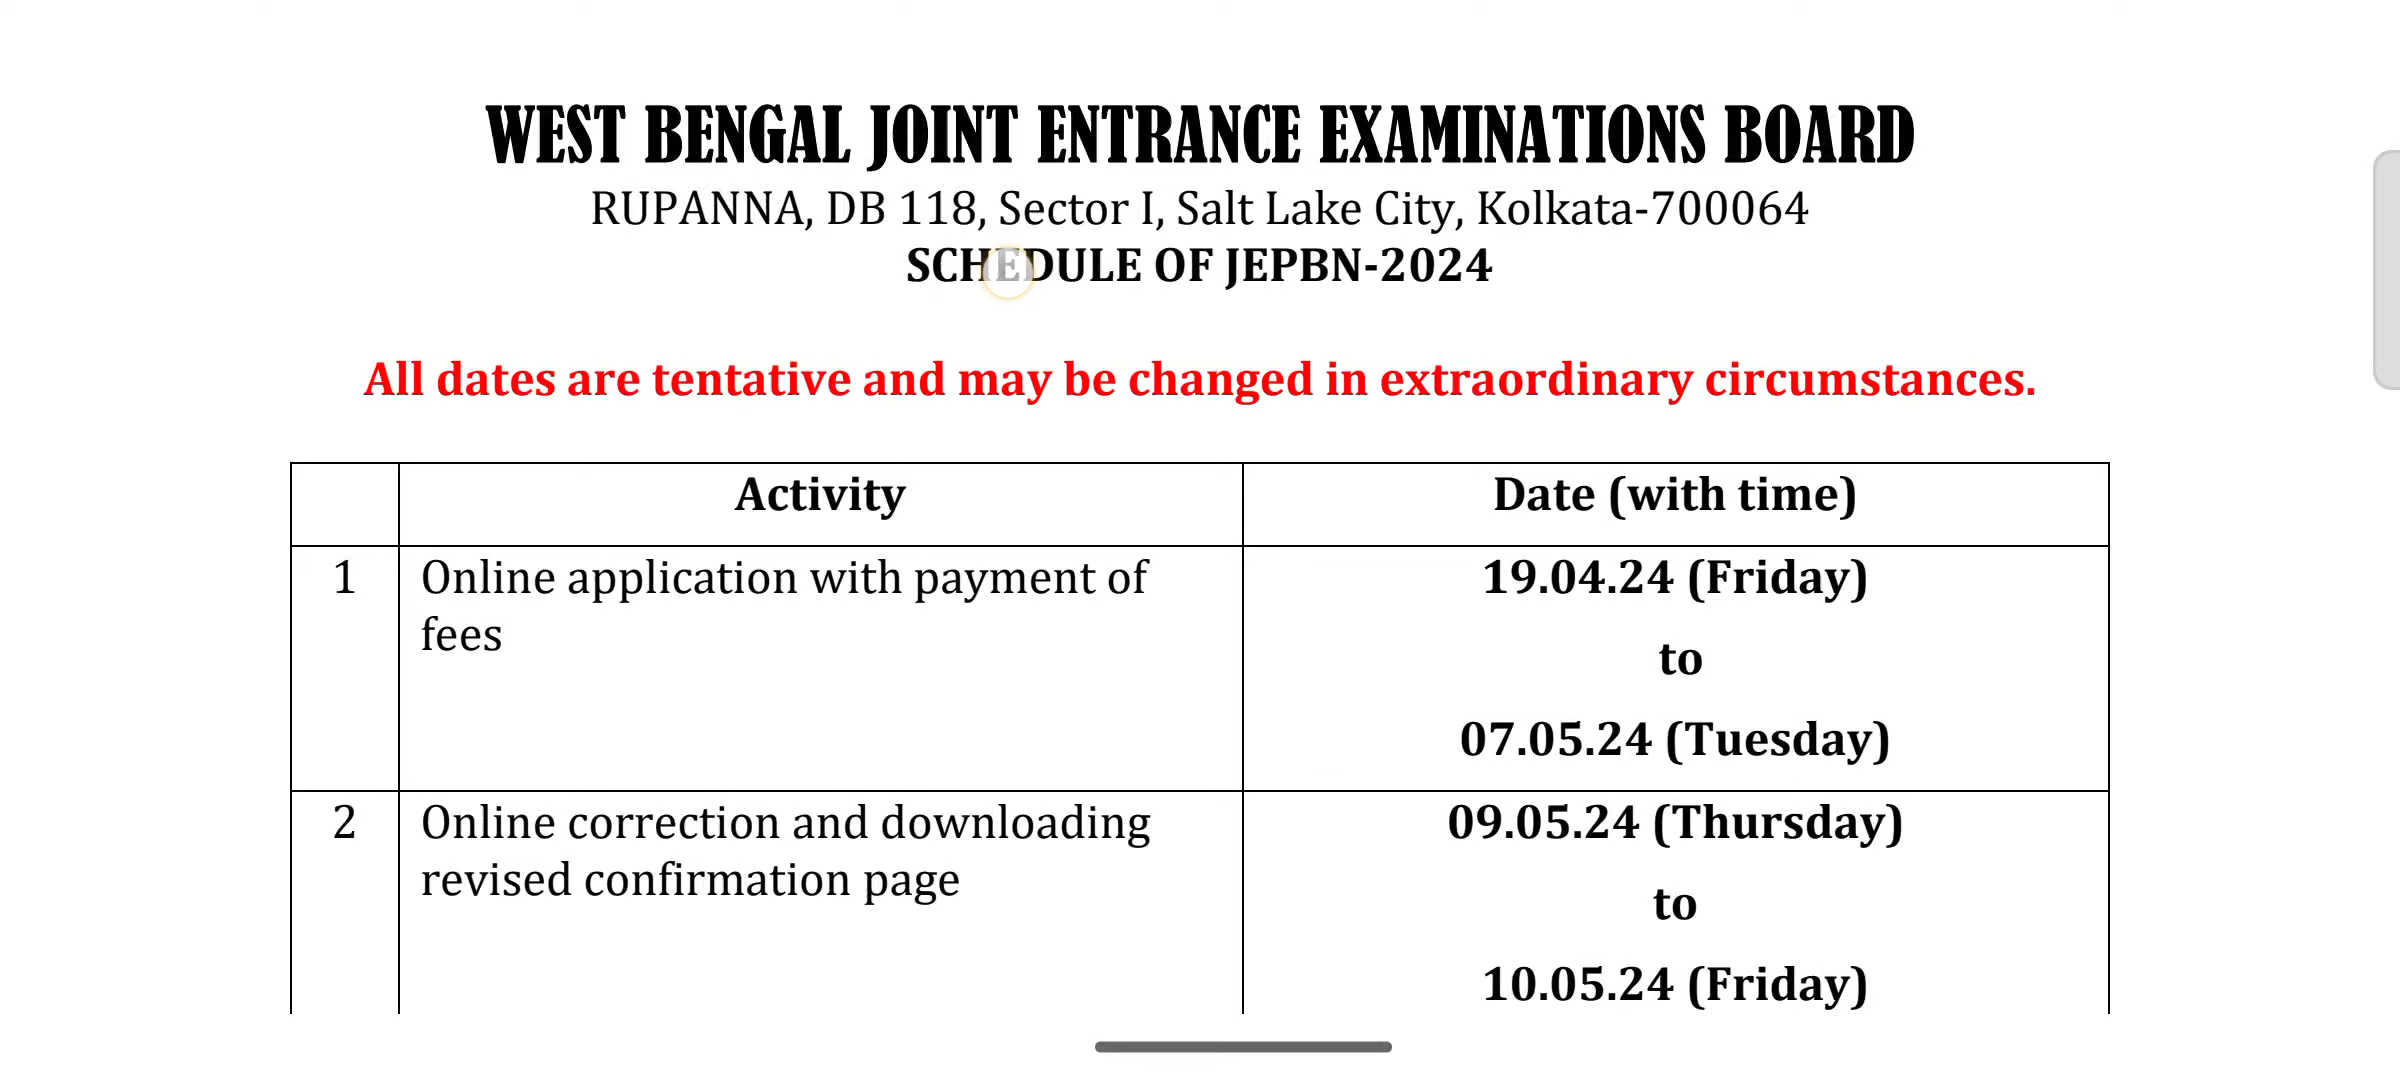 WEST BENGAL JOINT ENTRANCE EXAMINATIONS BOARD
RUPANNA, DB 118, Sector I, Salt Lake City, Kolkata-700064
SCHEDULE OF JEPBN-2024
All dates are tentative and may be changed in extraordinary circumstances.
Activity Date (with time)
1 Online application with payment of 19.04.24 (Friday)
fees
to
07.05.24 (Tuesday)
2 Online correction and downloading 09.05.24 (Thursday)
revised confirmation page
to
10.05.24 (Friday)